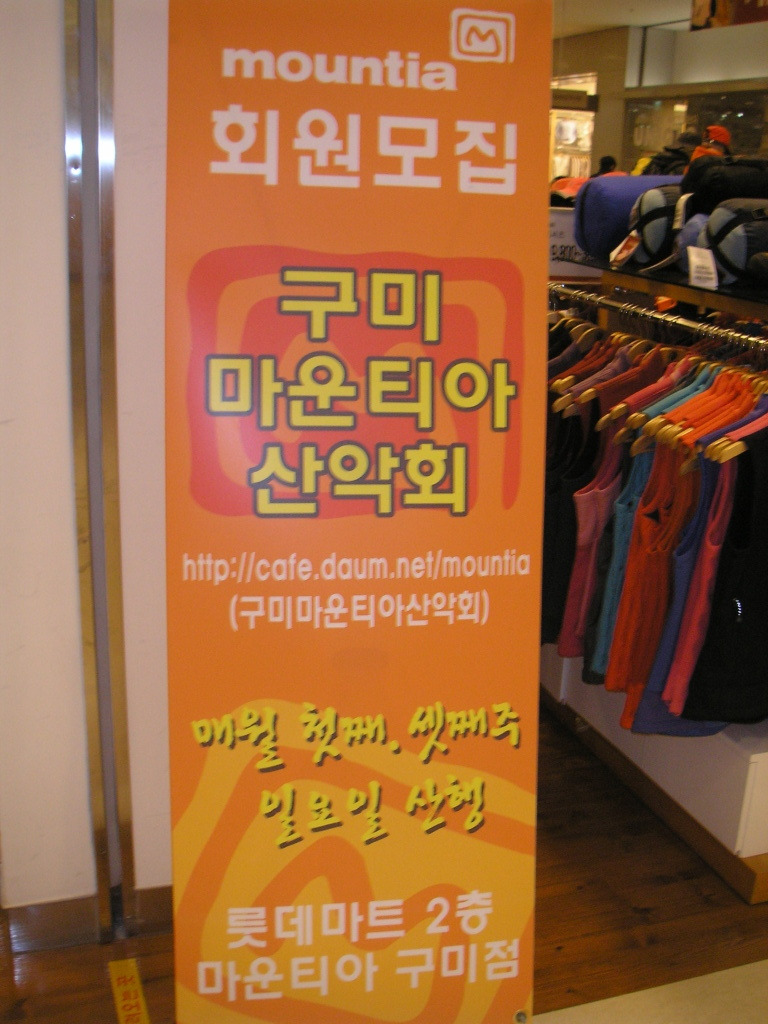 mountia
회원모집
구미
마운티아
산악회
http://cafe.daum.net/mountia
(구미마운티아산악회)
매월 첫째, 셋째주
일요일 산행
롯데마트 2층
마운티아 구미점